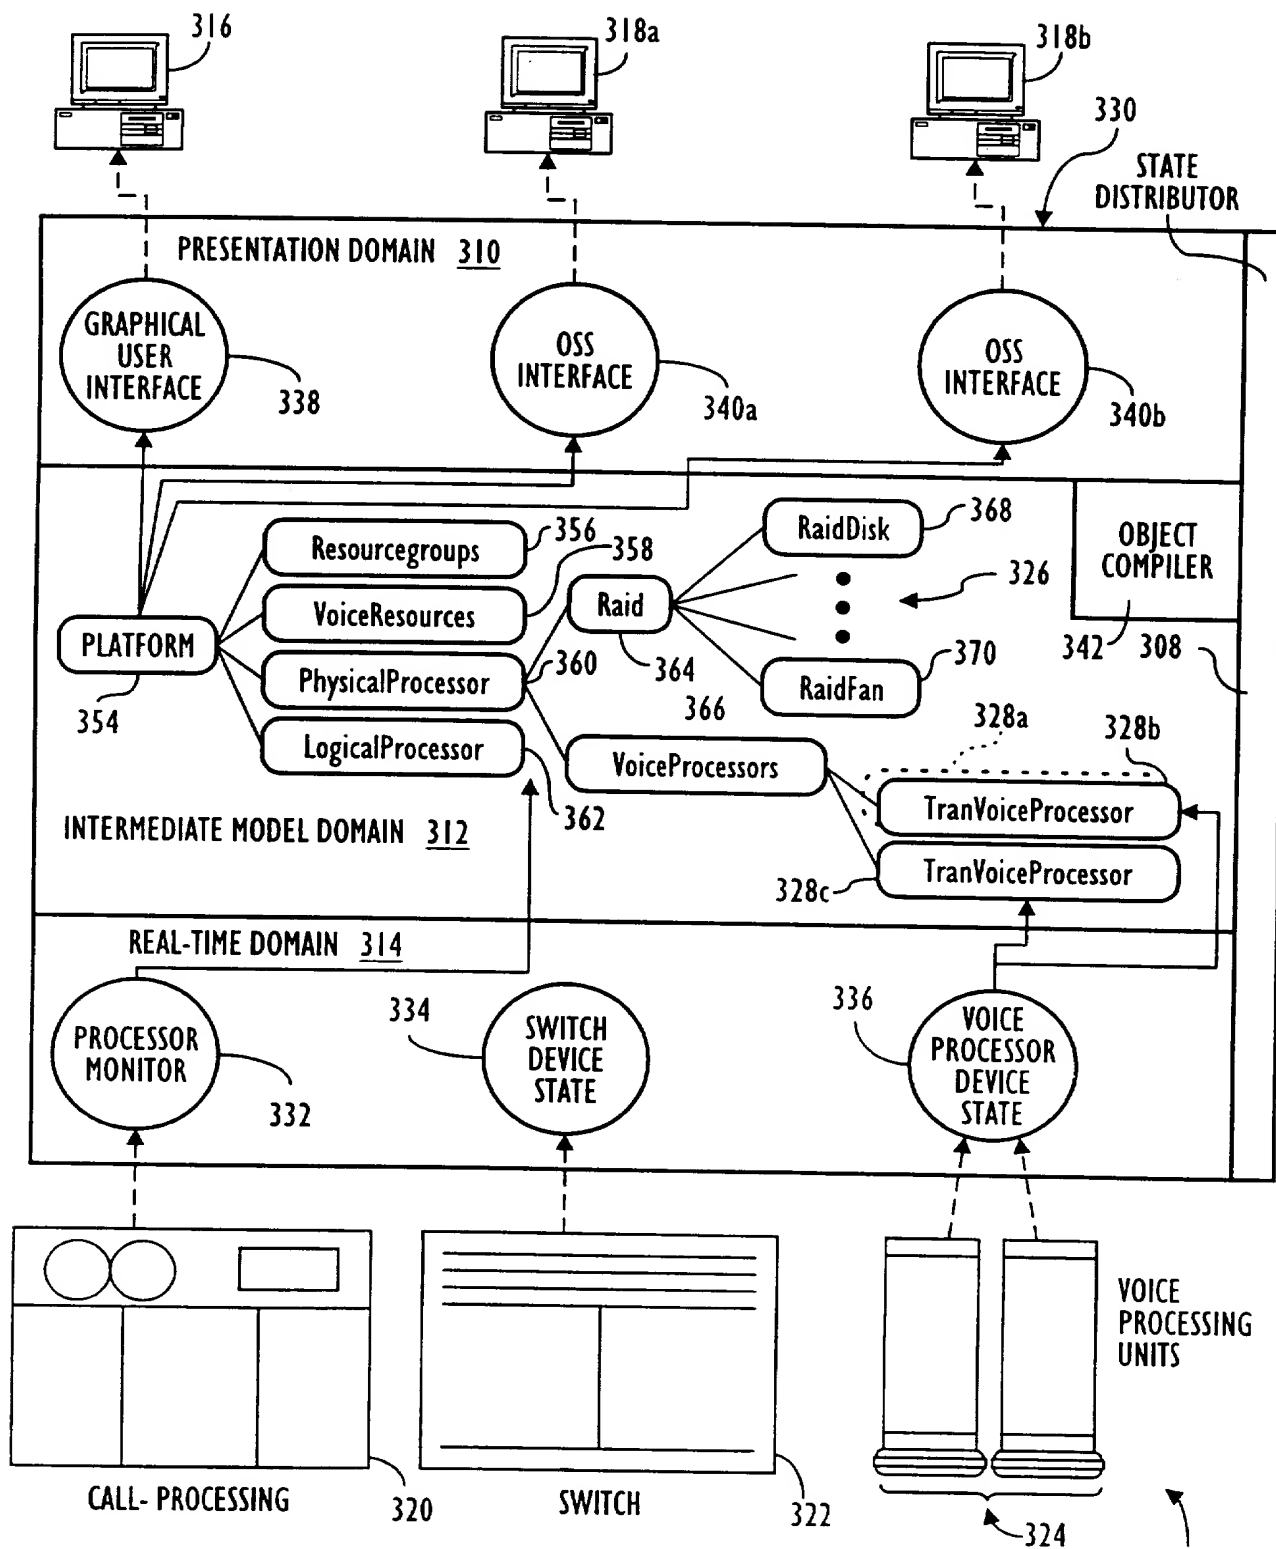 316
318a
318b
330
STATE
DISTRIBUTOR
PRESENTATION DOMAIN 310
GRAPHICAL
USER
INTERFACE
338
OSS
INTERFACE
340a
OSS
INTERFACE
340b
Resourcegroups
356
358
VoiceResources
PLATFORM
354
PhysicalProcessor
360
LogicalProcessor
362
Raid
364
366
RaidDisk
368
326
RaidFan
370
OBJECT
COMPILER
342
308
VoiceProcessors
328a
328b
TranVoiceProcessor
TranVoiceProcessor
328c
INTERMEDIATE MODEL DOMAIN 312
REAL-TIME DOMAIN 314
PROCESSOR
MONITOR
332
334
SWITCH
DEVICE
STATE
336
VOICE
PROCESSOR
DEVICE
STATE
VOICE
PROCESSING
UNITS
CALL- PROCESSING
320
SWITCH
322
324